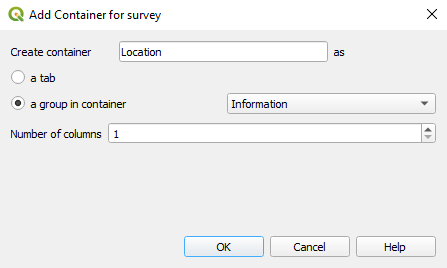 Add Container for survey
Create container Location as
a tab
a group in container Information
Number of columns 1
OK Cancel Help